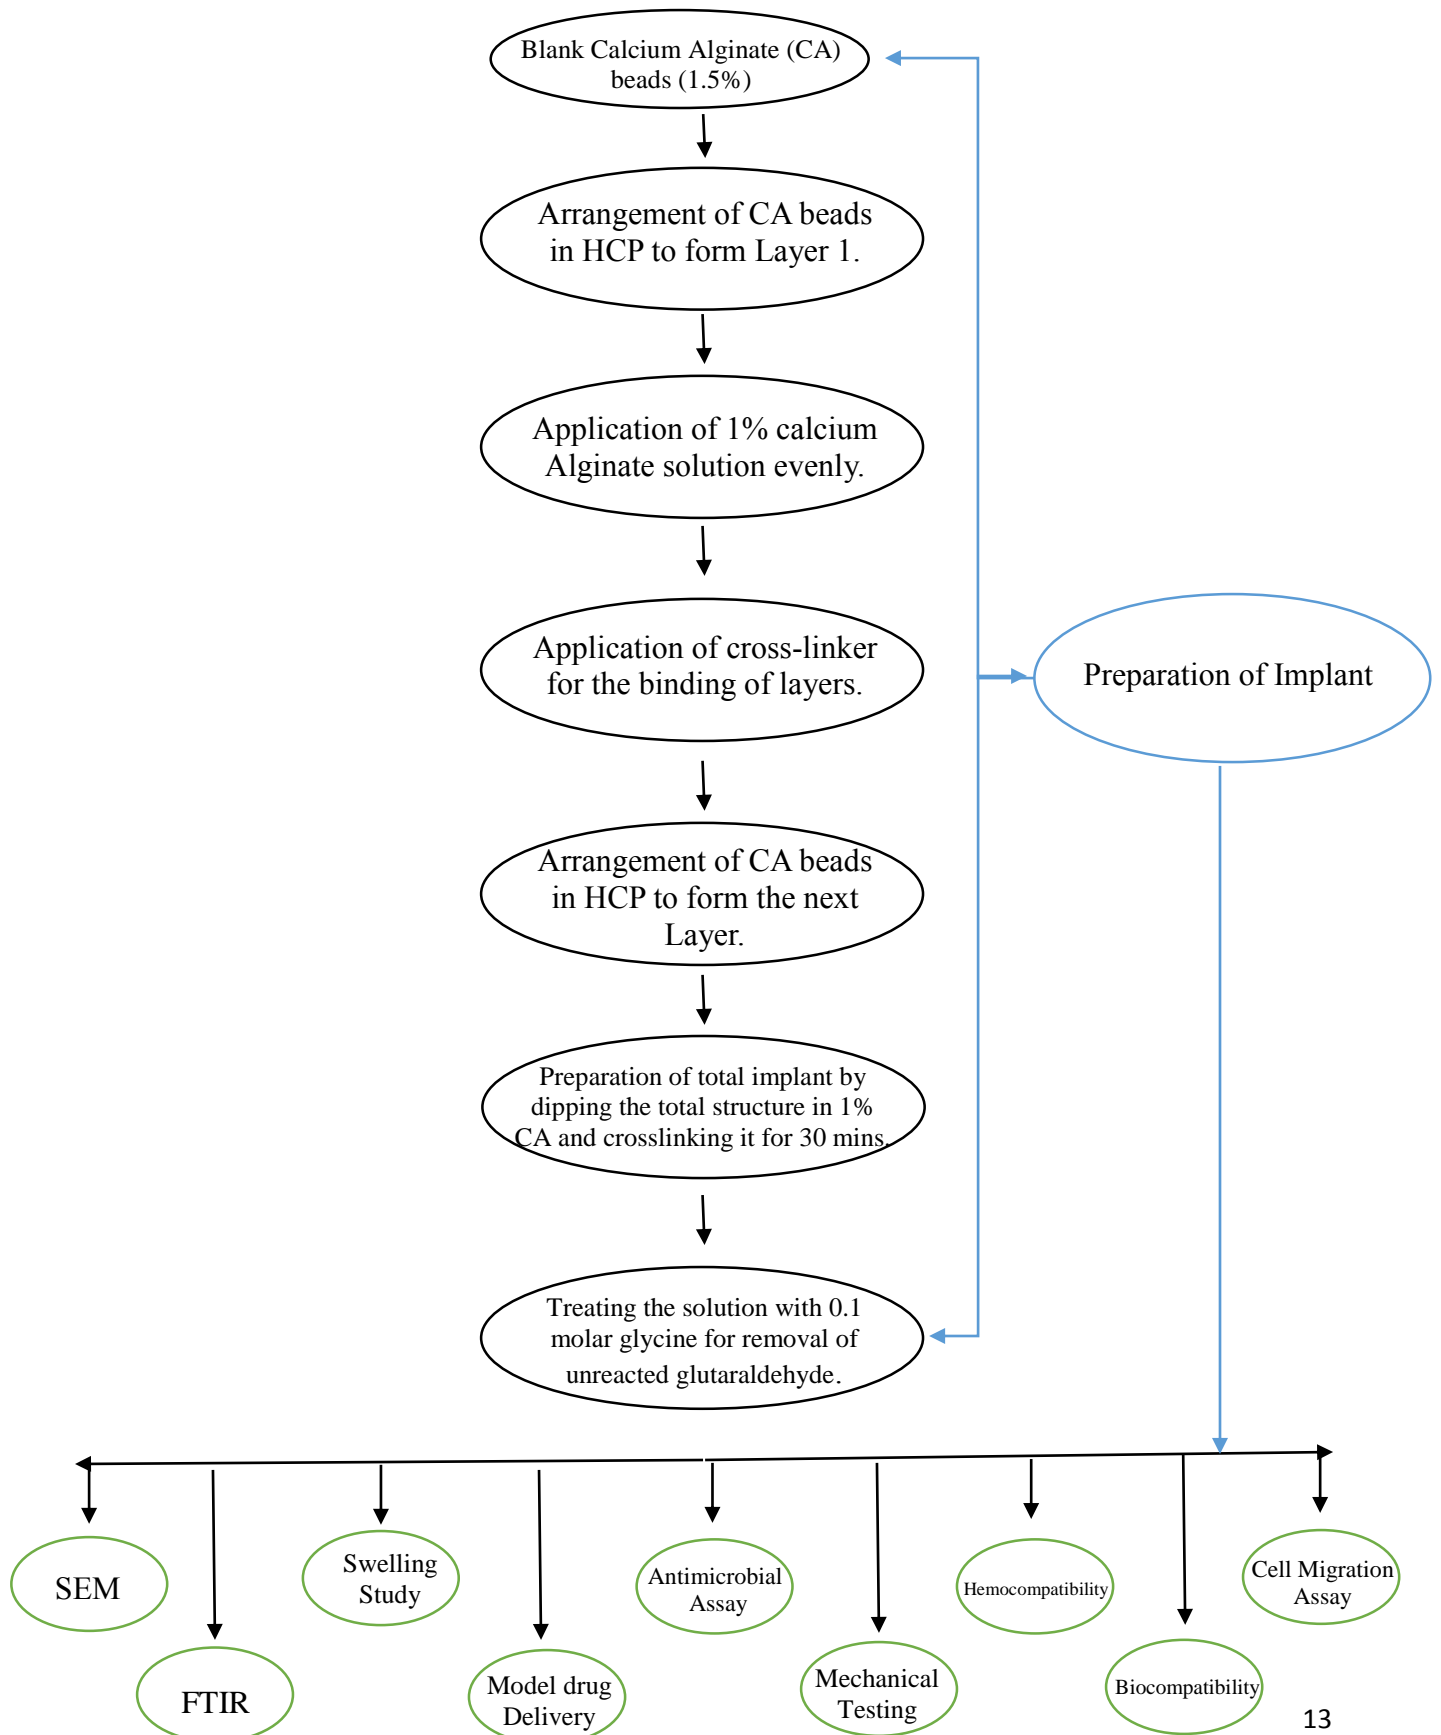 Blank Calcium Alginate (CA)
beads (1.5%)
Arrangement of CA beads
in HCP to form Layer 1.
Application of 1% calcium
Alginate solution evenly.
Application of cross-linker
for the binding of layers.
Preparation of Implant
Arrangement of CA beads
in HCP to form the next
Layer.
Preparation of total implant by
dipping the total structure in 1%
CA and crosslinking it for 30 mins.
Treating the solution with 0.1
molar glycine for removal of
unreacted glutaraldehyde.
SEM
FTIR
Swelling
Study
Model drug
Delivery
Antimicrobial
Assay
Mechanical
Testing
Hemocompatibility
Biocompatibility
Cell Migration
Assay
13